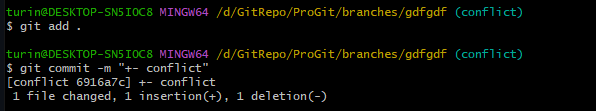 turin@DESKTOP-SN5IOC8 MINGW64 /d/GitRepo/ProGit/branches/gdfgdf (conflict)
$ git add .
turin@DESKTOP-SN5IOC8 MINGW64 /d/GitRepo/ProGit/branches/gdfgdf (conflict)
$ git commit -m "+- conflict"
[conflict 6916a7c] +- conflict
 1 file changed, 1 insertion(+), 1 deletion(-)